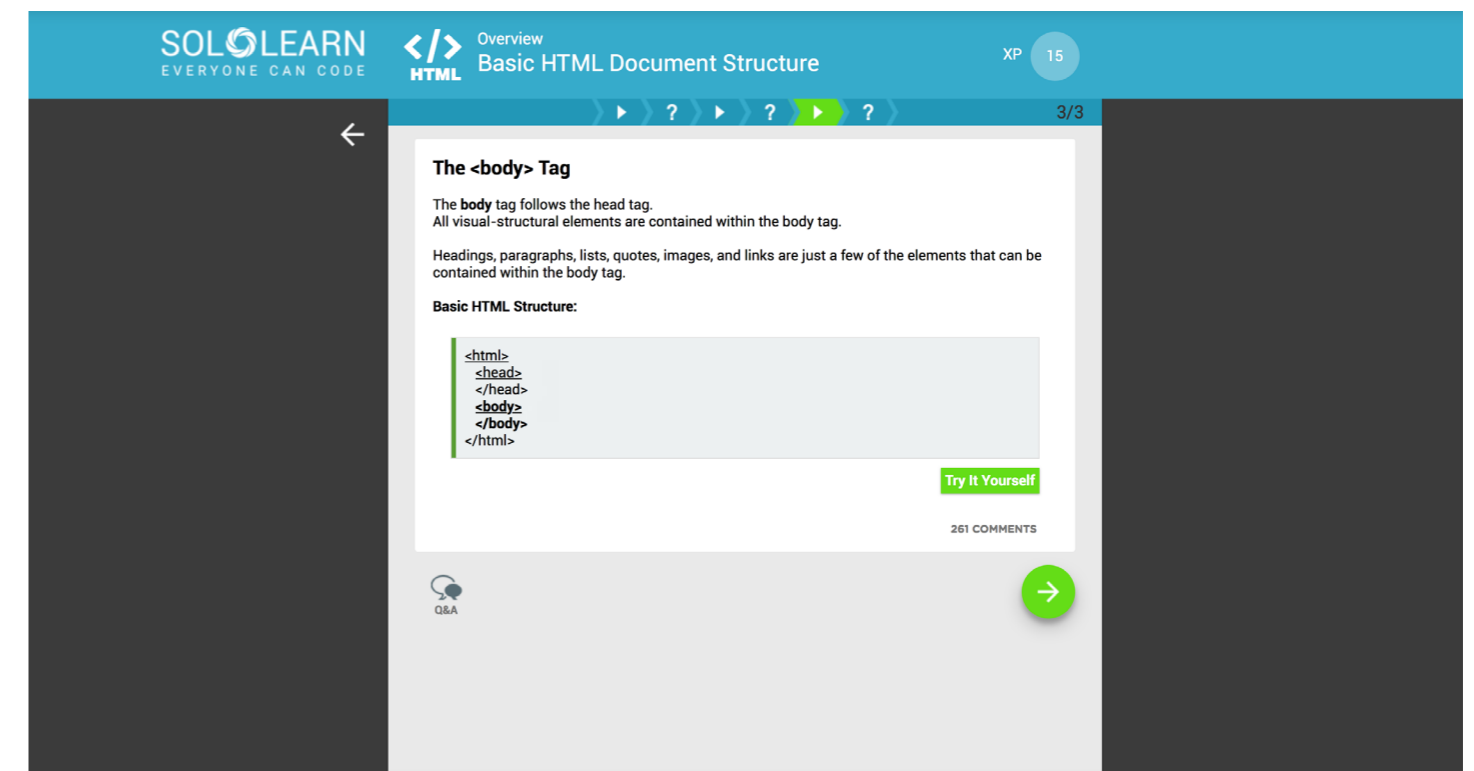 SOLOLEARN
EVERYONE CAN CODE
</>
HTML
Overview
Basic HTML Document Structure
XP 15
? ? ? 3/3
The <body> Tag
The body tag follows the head tag.
All visual-structural elements are contained within the body tag.
Headings, paragraphs, lists, quotes, images, and links are just a few of the elements that can be
contained within the body tag.
Basic HTML Structure:
<html>
<head>
</head>
<body>
</body>
</html>
Try It Yourself
261 COMMENTS
Q&A